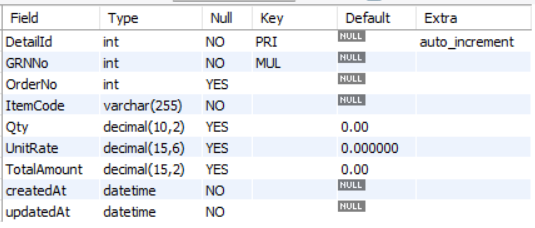 Field Type Null Key Default Extra
DetailId int NO PRI NULL auto_increment
GRNNo int NO MUL NULL
OrderNo int YES NULL
ItemCode varchar(255) NO NULL
Qty decimal(10,2) YES 0.00
UnitRate decimal(15,6) YES 0.000000
TotalAmount decimal(15,2) YES 0.00
createdAt datetime NO NULL
updatedAt datetime NO NULL